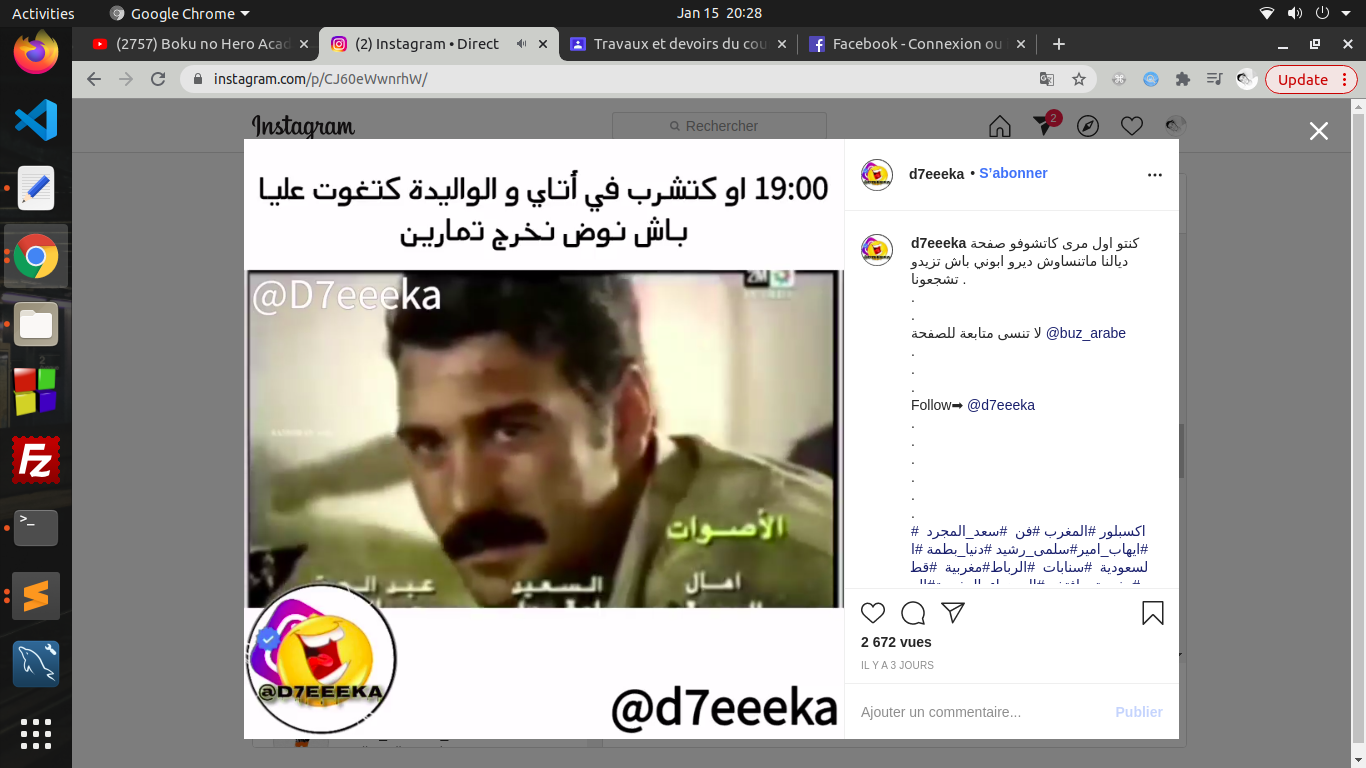 Activities
Google Chrome
Jan 15 20:28
(2757) Boku no Hero Acad
(2) Instagram • Direct
Travaux et devoirs du cou
Facebook - Connexion ou
instagram.com/p/CJ60eWwnrhW/
Update
Instagram
Rechercher
2
19:00 او كتشرب في أتاي و الواليدة كتغوت عليا
باش نوض نخرج تمارين
@D7eeeka
2M
الأصوات
امال
السعيد
@D7EEEKA
@d7eeeka
d7eeeka • S'abonner
d7eeeka كنتو اول مرى كاتشوفو صفحة
ديالنا ماتنساوش ديرو ابوني باش تزيدو
تشجعونا .
.
.
لا تنسى متابعة للصفحة @buz_arabe
.
.
.
Follow➡ @d7eeeka
.
.
.
.
.
.
اكسبلور #المغرب #فن #سعد_المجرد #
#ايهاب_امير#سلمى_رشيد #دنيا_بطمة #ا
لسعودية #سنابات #الرباط#مغربية #قط
2 672 vues
IL Y A 3 JOURS
Ajouter un commentaire...
Publier